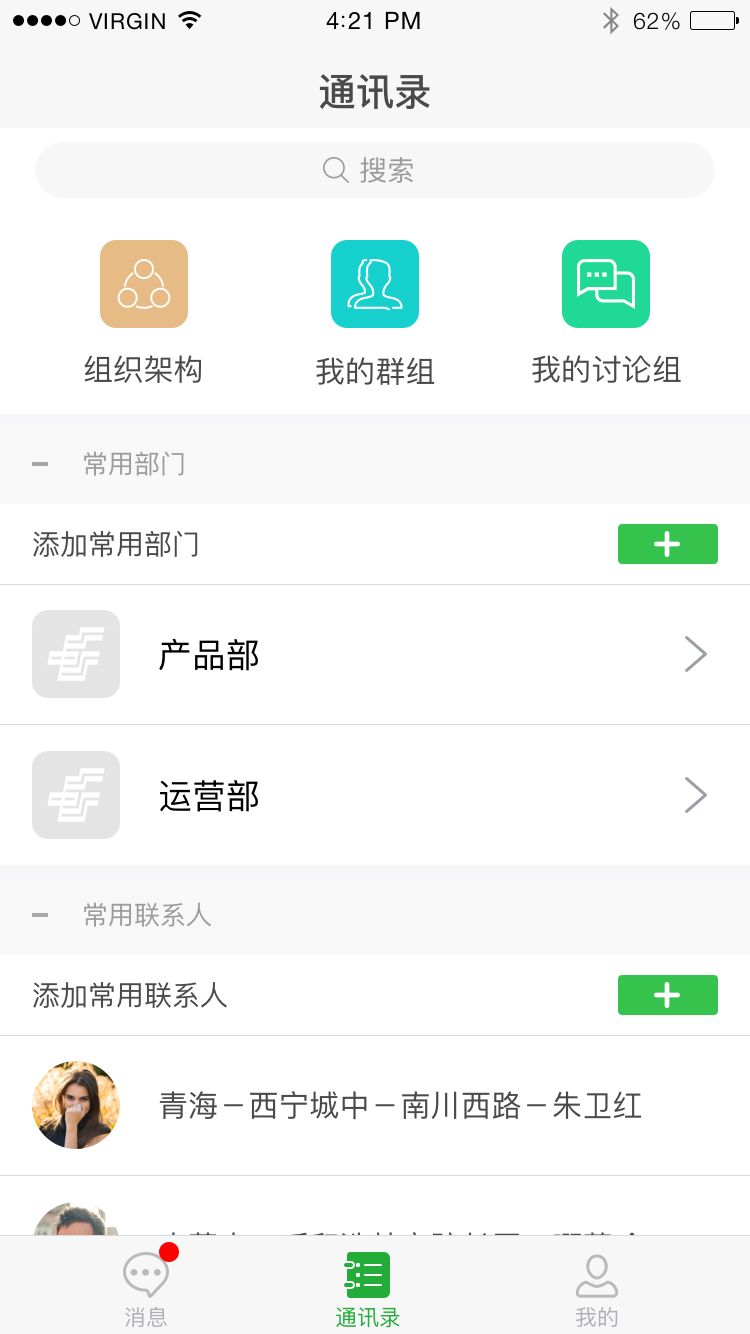 VIRGIN 4:21 PM 62%
通讯录
搜索
组织架构 我的群组 我的讨论组
常用部门
添加常用部门
产品部
运营部
常用联系人
添加常用联系人
青海－西宁城中－南川西路－朱卫红
消息 通讯录 我的